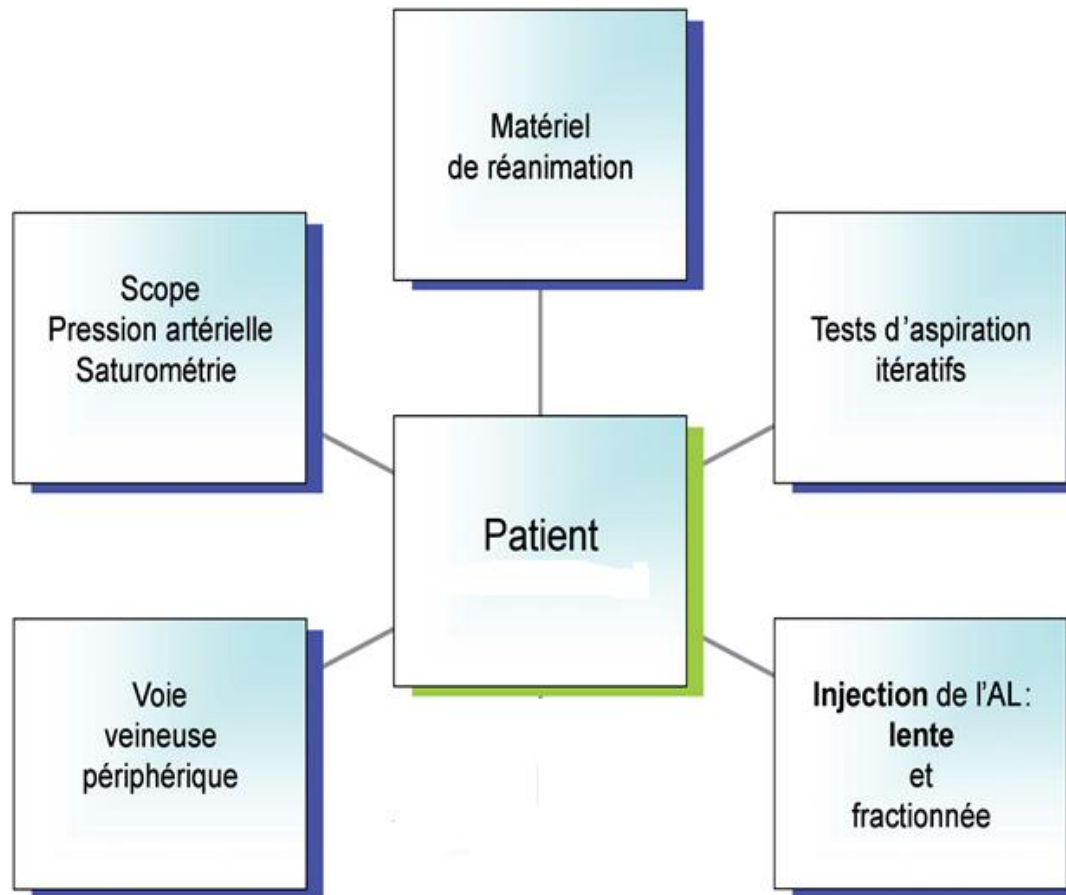 Matériel
de réanimation
Scope
Pression artérielle
Saturométrie
Tests d'aspiration
itératifs
Patient
Voie
veineuse
périphérique
Injection de l'AL:
lente
et
fractionnée